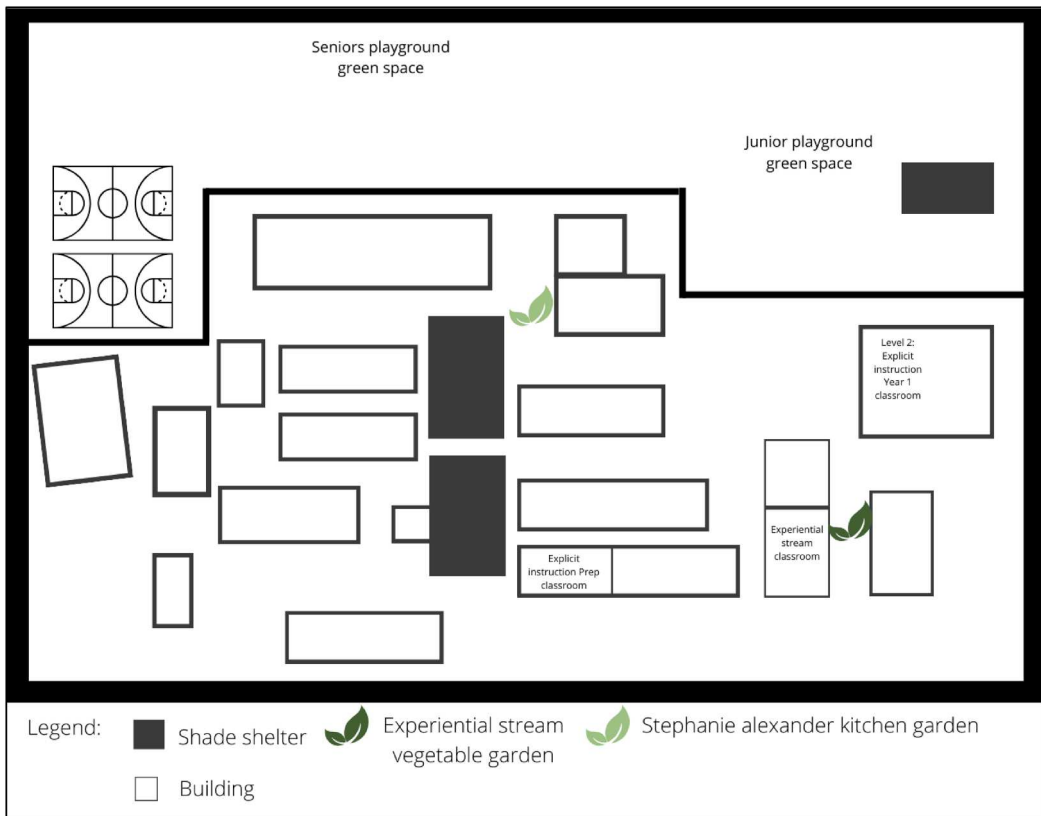 Seniors playground
green space
Junior playground
green space
Level 2:
Explicit
instruction
Year 1
classroom
Experiential
stream
classroom
Explicit
instruction Prep
classroom
Legend:
Shade shelter
Experiential stream
vegetable garden
Stephanie alexander kitchen garden
Building